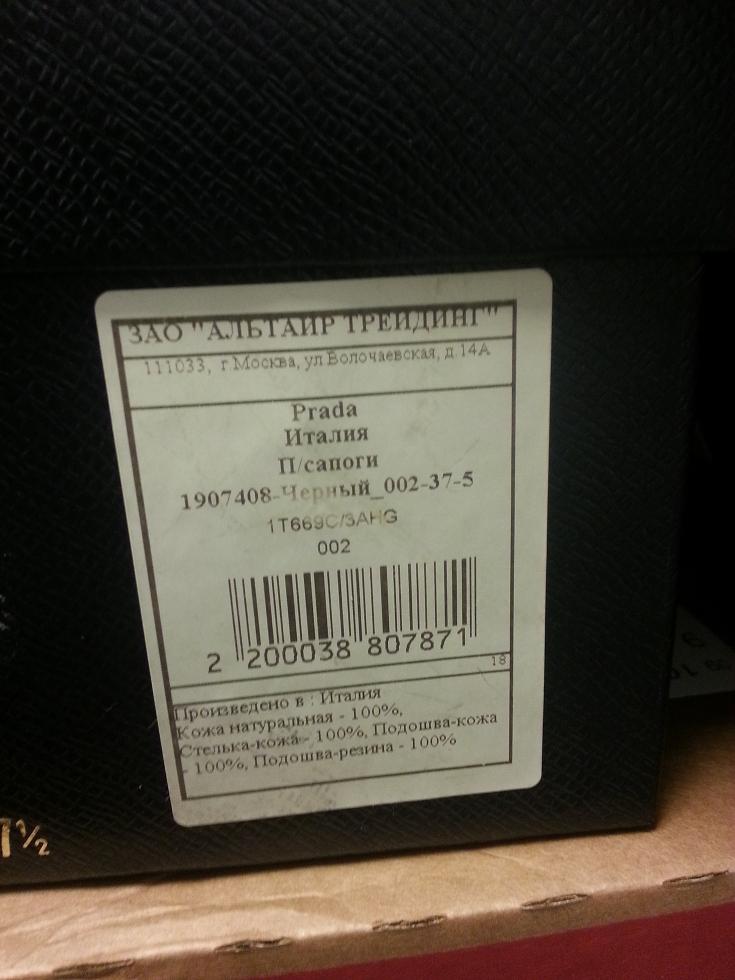 ЗАО "АЛЬТАИР ТРЕЙДИНГ"
111033, г.Москва, ул.Волочаевская, д.14А
Prada
Италия
П/сапоги
1907408-Черный_002-37-5
1T669C/3AHG
002
2 200038 807871
18
Произведено в : Италия
Кожа натуральная - 100%,
Стелька-кожа - 100%, Подошва-кожа
- 100%, Подошва-резина - 100%
7½